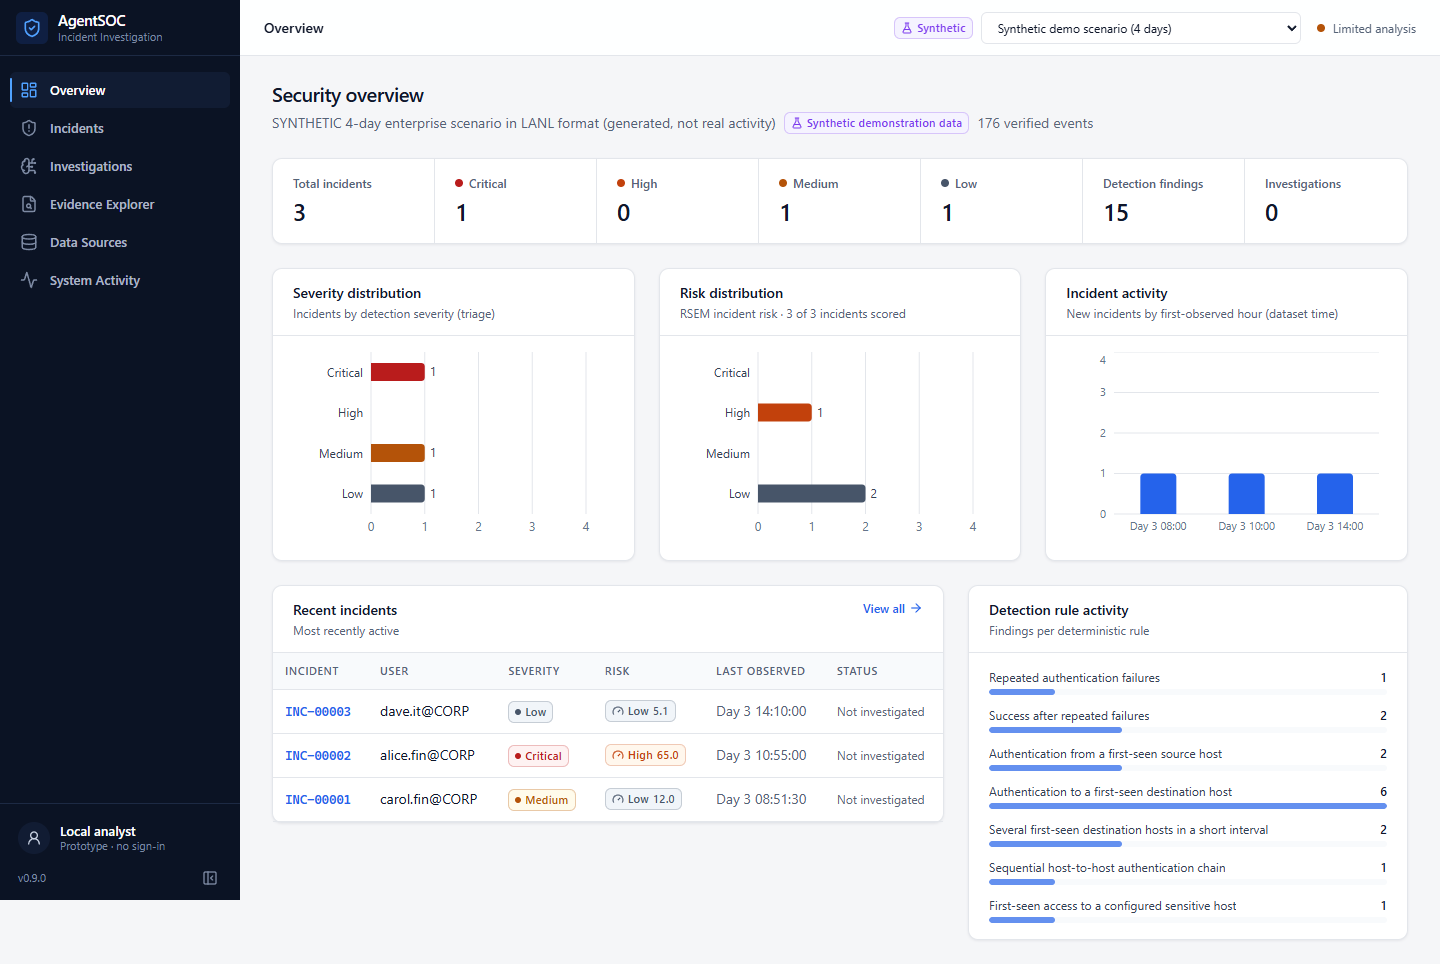 AgentSOC
Incident Investigation
Overview
Incidents
Investigations
Evidence Explorer
Data Sources
System Activity
Local analyst
Prototype · no sign-in
v0.9.0
Overview
Synthetic
Synthetic demo scenario (4 days)
Limited analysis
Security overview
SYNTHETIC 4-day enterprise scenario in LANL format (generated, not real activity) Synthetic demonstration data 176 verified events
Total incidents
3
Critical
1
High
0
Medium
1
Low
1
Detection findings
15
Investigations
0
Severity distribution
Incidents by detection severity (triage)
Critical 1
High
Medium 1
Low 1
0 1 2 3 4
Risk distribution
RSEM incident risk · 3 of 3 incidents scored
Critical
High 1
Medium
Low 2
0 1 2 3 4
Incident activity
New incidents by first-observed hour (dataset time)
4
3
2
1
0
Day 3 08:00 Day 3 10:00 Day 3 14:00
Recent incidents
Most recently active
View all
INCIDENT USER SEVERITY RISK LAST OBSERVED STATUS
INC-00003 dave.it@CORP Low Low 5.1 Day 3 14:10:00 Not investigated
INC-00002 alice.fin@CORP Critical High 65.0 Day 3 10:55:00 Not investigated
INC-00001 carol.fin@CORP Medium Low 12.0 Day 3 08:51:30 Not investigated
Detection rule activity
Findings per deterministic rule
Repeated authentication failures 1
Success after repeated failures 2
Authentication from a first-seen source host 2
Authentication to a first-seen destination host 6
Several first-seen destination hosts in a short interval 2
Sequential host-to-host authentication chain 1
First-seen access to a configured sensitive host 1